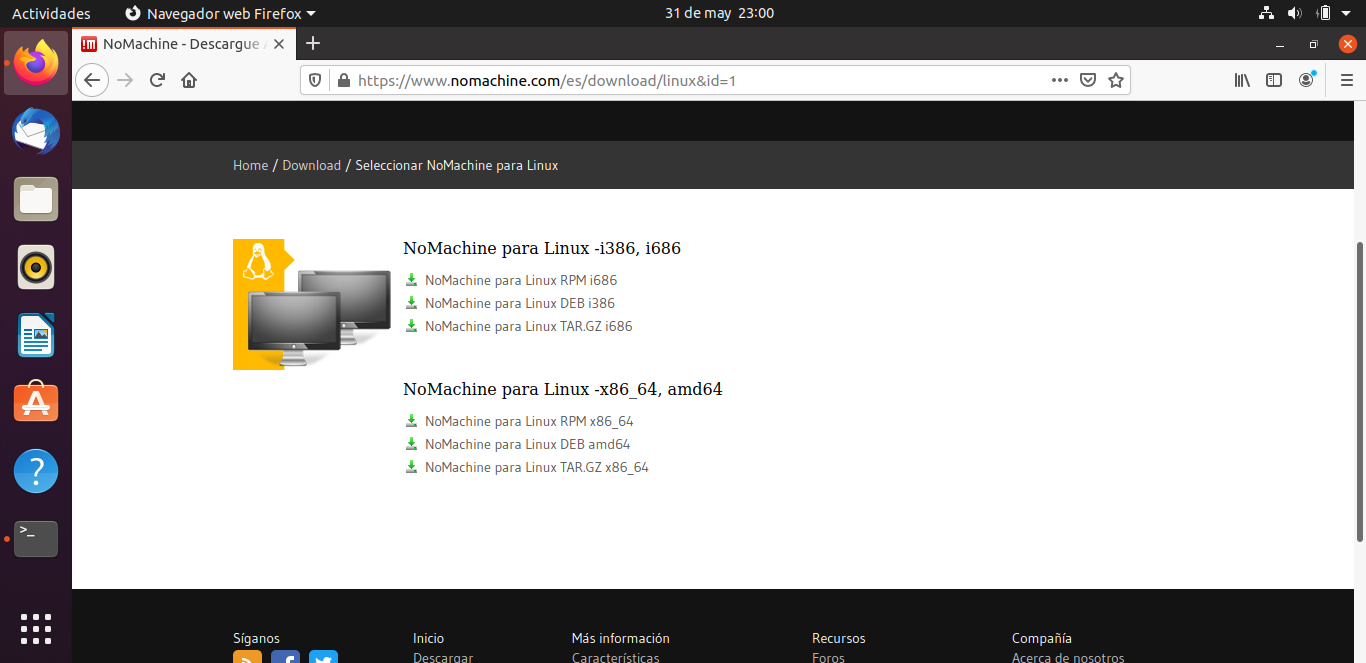 Actividades Navegador web Firefox 31 de may 23:00
NoMachine - Descargue
https://www.nomachine.com/es/download/linux&id=1
Home / Download / Seleccionar NoMachine para Linux
NoMachine para Linux -i386, i686
NoMachine para Linux RPM i686
NoMachine para Linux DEB i386
NoMachine para Linux TAR.GZ i686
NoMachine para Linux -x86_64, amd64
NoMachine para Linux RPM x86_64
NoMachine para Linux DEB amd64
NoMachine para Linux TAR.GZ x86_64
Síganos Inicio Más información Recursos Compañía
Descargar Características Foros Acerca de nosotros